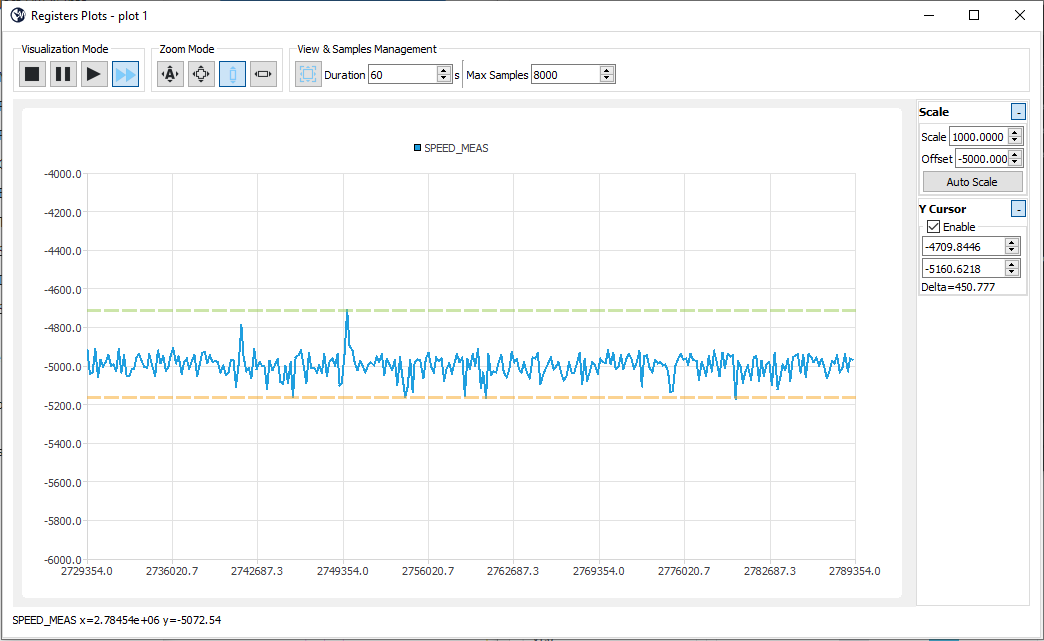 Registers Plots - plot 1
Visualization Mode Zoom Mode View & Samples Management
A Duration 60 s Max Samples 8000
SPEED_MEAS
-4000.0
-4200.0
-4400.0
-4600.0
-4800.0
-5000.0
-5200.0
-5400.0
-5600.0
-5800.0
-6000.0
2729354.0 2736020.7 2742687.3 2749354.0 2756020.7 2762687.3 2769354.0 2776020.7 2782687.3 2789354.0
Scale -
Scale 1000.0000
Offset -5000.000
Auto Scale
Y Cursor -
Enable
-4709.8446
-5160.6218
Delta=450.777
SPEED_MEAS x=2.78454e+06 y=-5072.54